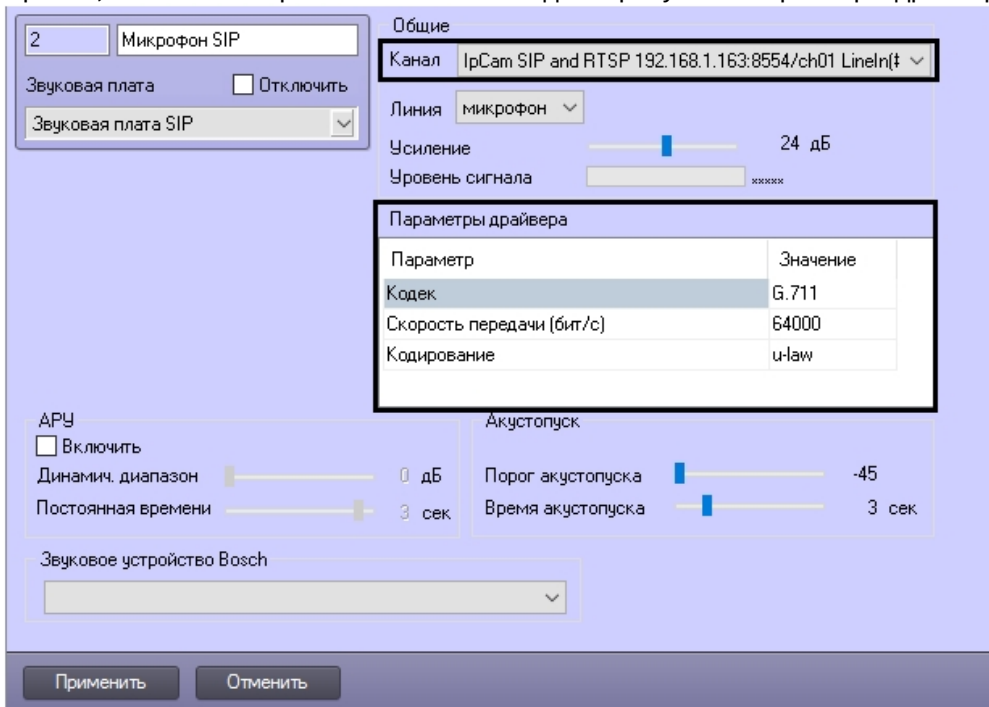 2
Микрофон SIP
Звуковая плата
Отключить
Звуковая плата SIP
Общие
Канал IpCam SIP and RTSP 192.168.1.163:8554/ch01 LineIn(
Линия микрофон
Усиление 24 дБ
Уровень сигнала xxxxx
Параметры драйвера
Параметр Значение
Кодек G.711
Скорость передачи (бит/с) 64000
Кодирование u-law
АРУ
Включить
Динамич. диапазон 0 дБ
Постоянная времени 3 сек
Акустопуск
Порог акустопуска -45
Время акустопуска 3 сек
Звуковое устройство Bosch
Применить Отменить